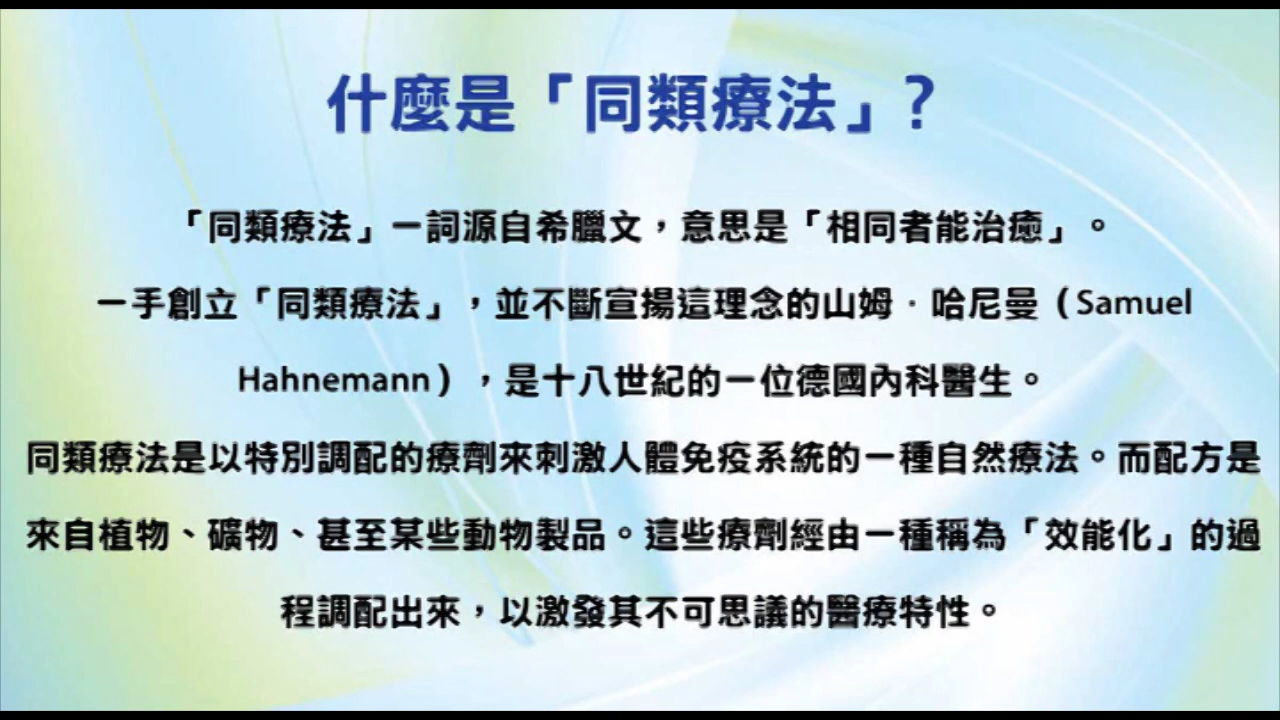 什麼是「同類療法」?
「同類療法」一詞源自希臘文，意思是「相同者能治癒」。
一手創立「同類療法」，並不斷宣揚這理念的山姆‧哈尼曼（Samuel
Hahnemann），是十八世紀的一位德國內科醫生。
同類療法是以特別調配的療劑來刺激人體免疫系統的一種自然療法。而配方是
來自植物、礦物、甚至某些動物製品。這些療劑經由一種稱為「效能化」的過
程調配出來，以激發其不可思議的醫療特性。